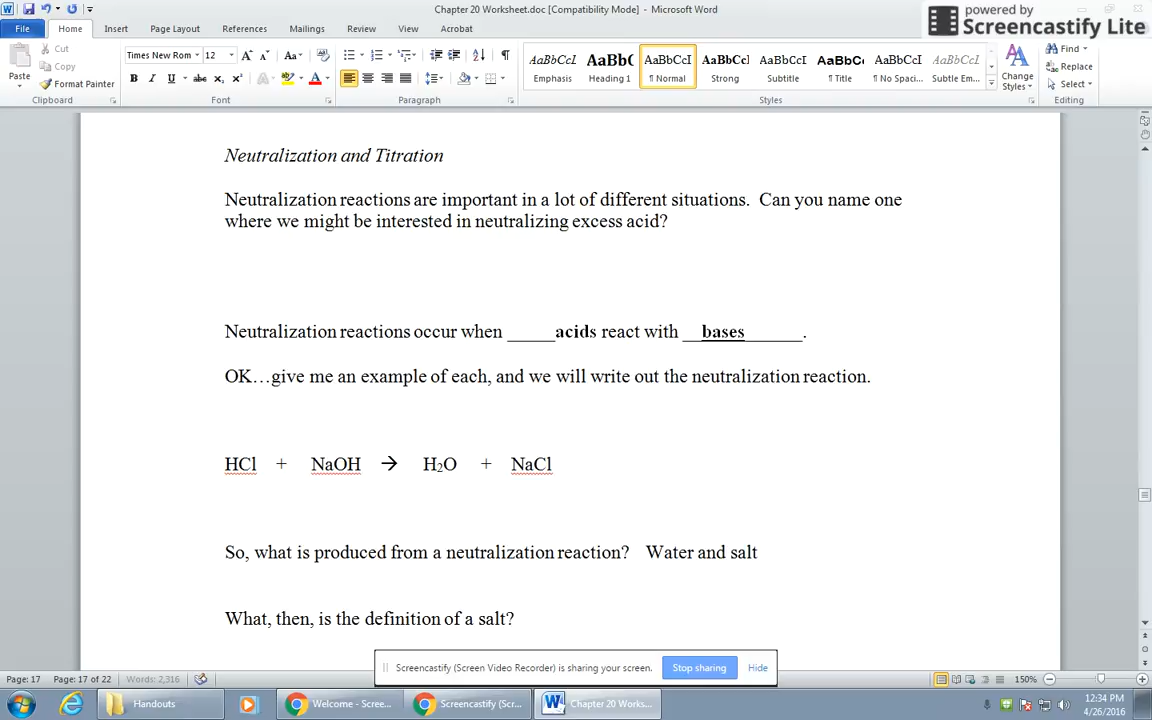 Chapter 20 Worksheet.doc [Compatibility Mode] - Microsoft Word
powered by
Screencastify Lite
File Home Insert Page Layout References Mailings Review View Acrobat
Paste
Cut
Copy
Format Painter
Clipboard
Times New Rom 12
Font
Paragraph
AaBbCcI AaBb( AaBbCcI AaBbCcI AaBbCcI AaBbCc AaBbCcI AaBbCcI
Emphasis Heading 1 ¶ Normal Strong Subtitle ¶ Title ¶ No Spaci... Subtle Em...
Styles
Change Styles
Find
Replace
Select
Editing
Neutralization and Titration
Neutralization reactions are important in a lot of different situations. Can you name one
where we might be interested in neutralizing excess acid?
Neutralization reactions occur when _____acids react with __bases______.
OK…give me an example of each, and we will write out the neutralization reaction.
HCl + NaOH → H2O + NaCl
So, what is produced from a neutralization reaction? Water and salt
What, then, is the definition of a salt?
Screencastify (Screen Video Recorder) is sharing your screen. Stop sharing Hide
Page: 17 Page: 17 of 22 Words: 2,316 150%
Handouts Welcome - Scree... Screencastify (Scr... Chapter 20 Works...
12:34 PM
4/26/2016